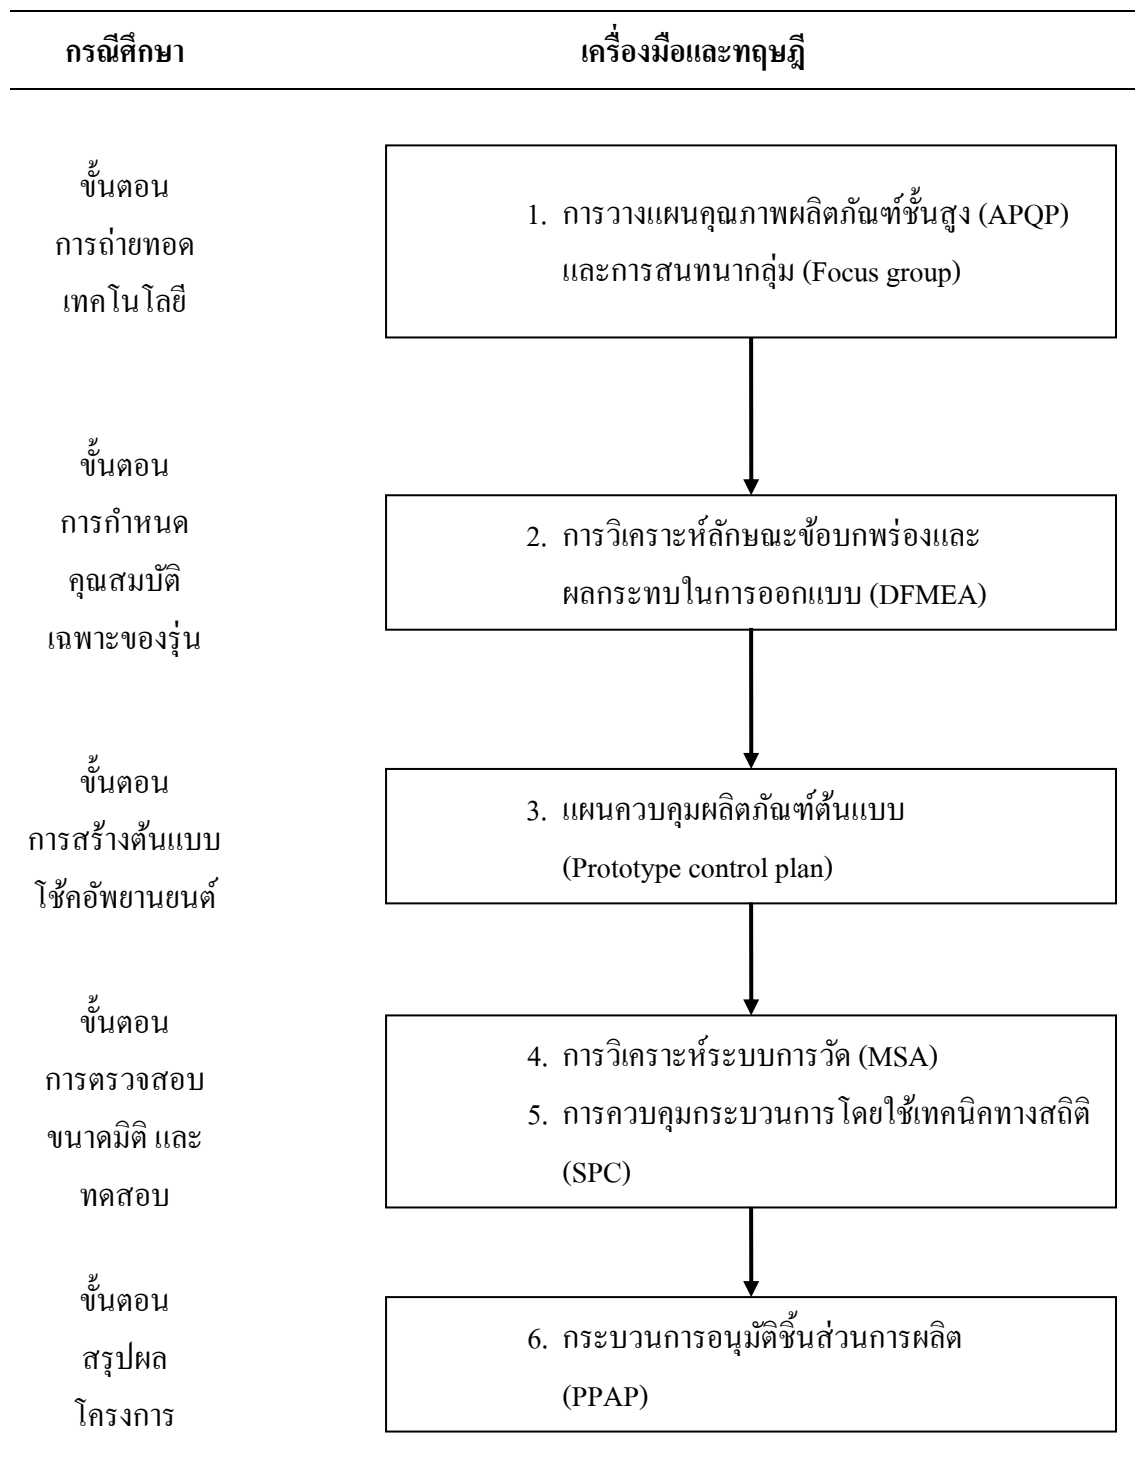 กรณีศึกษา เครื่องมือและทฤษฎี
ขั้นตอน
การถ่ายทอด
เทคโนโลยี
1. การวางแผนคุณภาพผลิตภัณฑ์ชั้นสูง (APQP)
และการสนทนากลุ่ม (Focus group)
ขั้นตอน
การกำหนด
คุณสมบัติ
เฉพาะของรุ่น
2. การวิเคราะห์ลักษณะข้อบกพร่องและ
ผลกระทบในการออกแบบ (DFMEA)
ขั้นตอน
การสร้างต้นแบบ
โช้คอัพยานยนต์
3. แผนควบคุมผลิตภัณฑ์ต้นแบบ
(Prototype control plan)
ขั้นตอน
การตรวจสอบ
ขนาดมิติ และ
ทดสอบ
4. การวิเคราะห์ระบบการวัด (MSA)
5. การควบคุมกระบวนการโดยใช้เทคนิคทางสถิติ
(SPC)
ขั้นตอน
สรุปผล
โครงการ
6. กระบวนการอนุมัติชิ้นส่วนการผลิต
(PPAP)